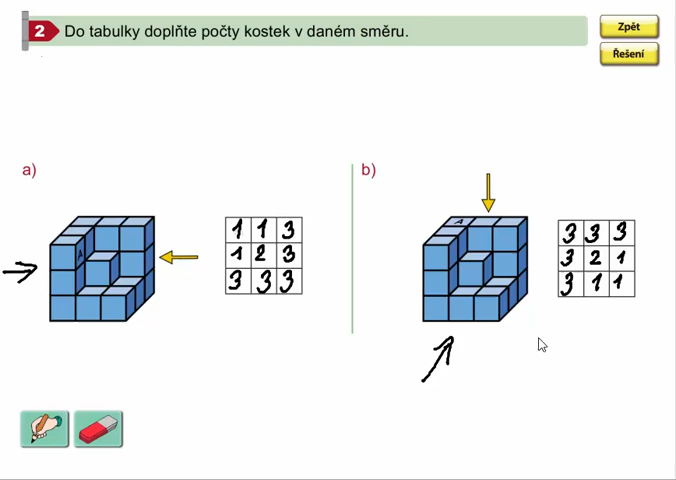 2 Do tabulky doplňte počty kostek v daném směru.
Zpět
Řešení
a)
A
1 1 3
1 2 3
3 3 3
b)
A
3 3 3
3 2 1
3 1 1